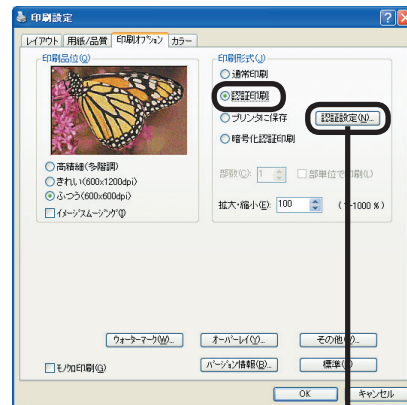 印刷設定
レイアウト 用紙/品質 印刷ｵﾌﾟｼｮﾝ カラー
印刷品位(Q)
高精細(多階調)
きれい(600x1200dpi)
ふつう(600x600dpi)
ｲﾒｰｼﾞｽﾑｰｼﾞﾝｸﾞ(I)
印刷形式(J)
通常印刷
認証印刷
プリンタに保存
暗号化認証印刷
認証設定(N)...
部数(C): 1 部単位で印刷(L)
拡大・縮小(E): 100 (1-1000 %)
ｳｫｰﾀｰﾏｰｸ(W)... ｵｰﾊﾞｰﾚｲ(Y)... その他
ﾓﾉｸﾛ印刷(G) ﾊﾞｰｼﾞｮﾝ情報(B)... 標準
OK キャンセル